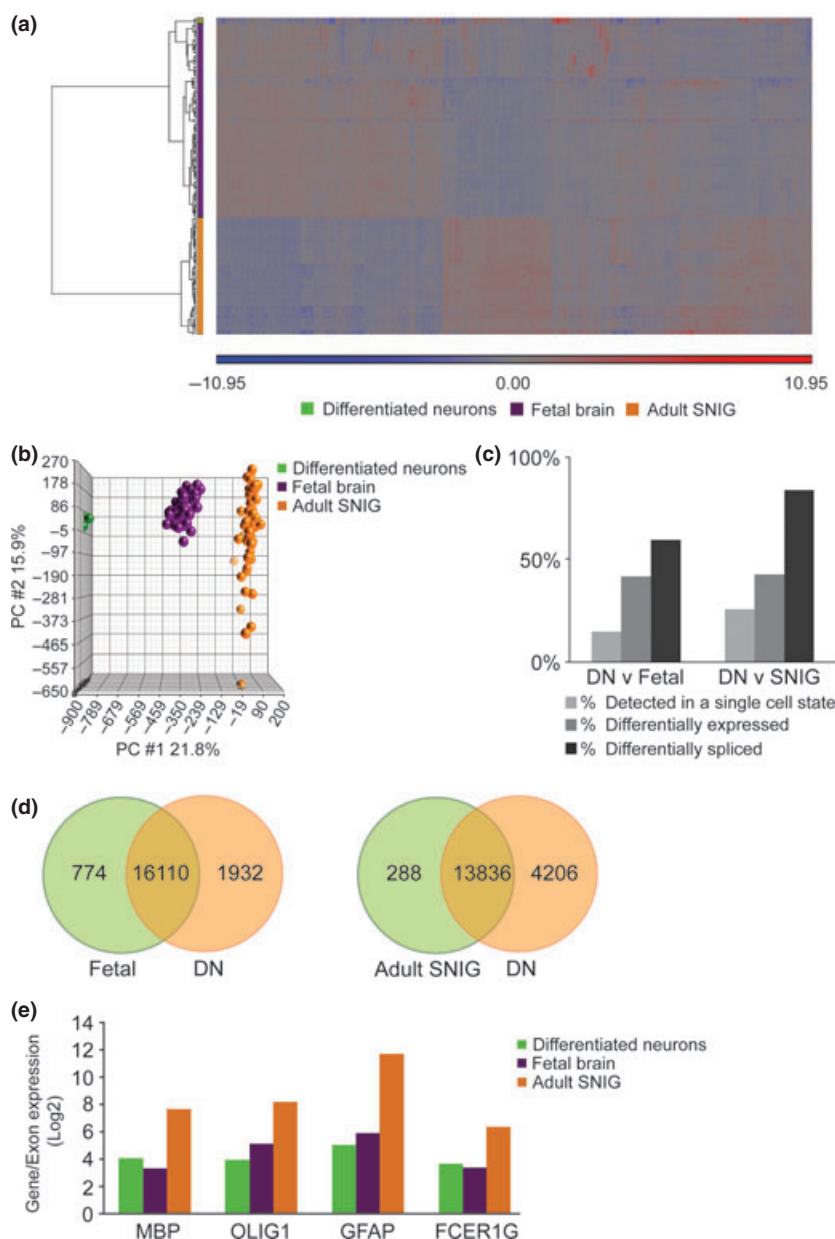 (a)
−10.95 0.00 10.95
Differentiated neurons Fetal brain Adult SNIG
(b)
270
178
86
−5
−97
−190
−281
−373
−465
−557
−650
PC #2 15.9%
−900 −789 −679 −569 −459 −350 −239 −129 −19 90 200
PC #1 21.8%
Differentiated neurons
Fetal brain
Adult SNIG
(c)
100%
50%
0%
DN v Fetal DN v SNIG
% Detected in a single cell state
% Differentially expressed
% Differentially spliced
(d)
774 16110 1932
Fetal DN
288 13836 4206
Adult SNIG DN
(e)
Gene/Exon expression
(Log2)
14
12
10
8
6
4
2
0
MBP OLIG1 GFAP FCER1G
Differentiated neurons
Fetal brain
Adult SNIG